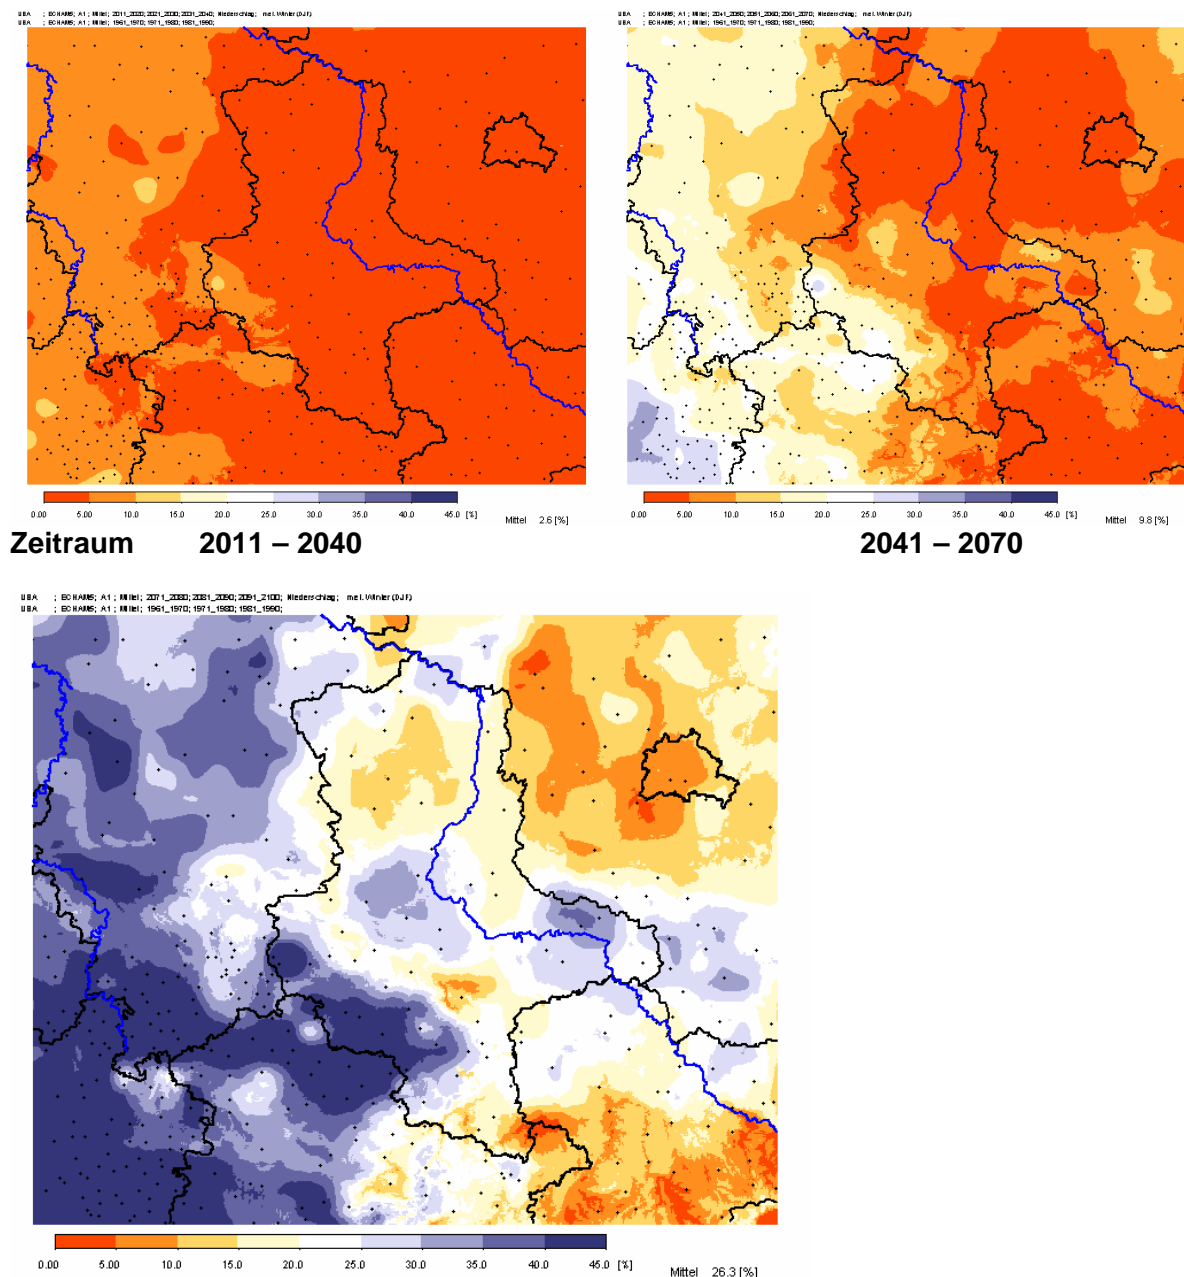 UBA ; ECHAM5; A1 ; Mittel; 2011_2020; 2021_2030; 2031_2040; Niederschlag; met. Winter (DJF)
UBA ; ECHAM5; A1 ; Mittel; 1961_1970; 1971_1980; 1981_1990;
UBA ; ECHAM5; A1 ; Mittel; 2041_2050; 2051_2060; 2061_2070; Niederschlag; met. Winter (DJF)
UBA ; ECHAM5; A1 ; Mittel; 1961_1970; 1971_1980; 1981_1990;
0.00 5.00 10.0 15.0 20.0 25.0 30.0 35.0 40.0 45.0 [%]
Mittel 2.6 [%]
0.00 5.00 10.0 15.0 20.0 25.0 30.0 35.0 40.0 45.0 [%]
Mittel 9.8 [%]
Zeitraum 2011 – 2040 2041 – 2070
UBA ; ECHAM5; A1 ; Mittel; 2071_2080; 2081_2090; 2091_2100; Niederschlag; met. Winter (DJF)
UBA ; ECHAM5; A1 ; Mittel; 1961_1970; 1971_1980; 1981_1990;
0.00 5.00 10.0 15.0 20.0 25.0 30.0 35.0 40.0 45.0 [%]
Mittel 26.3 [%]